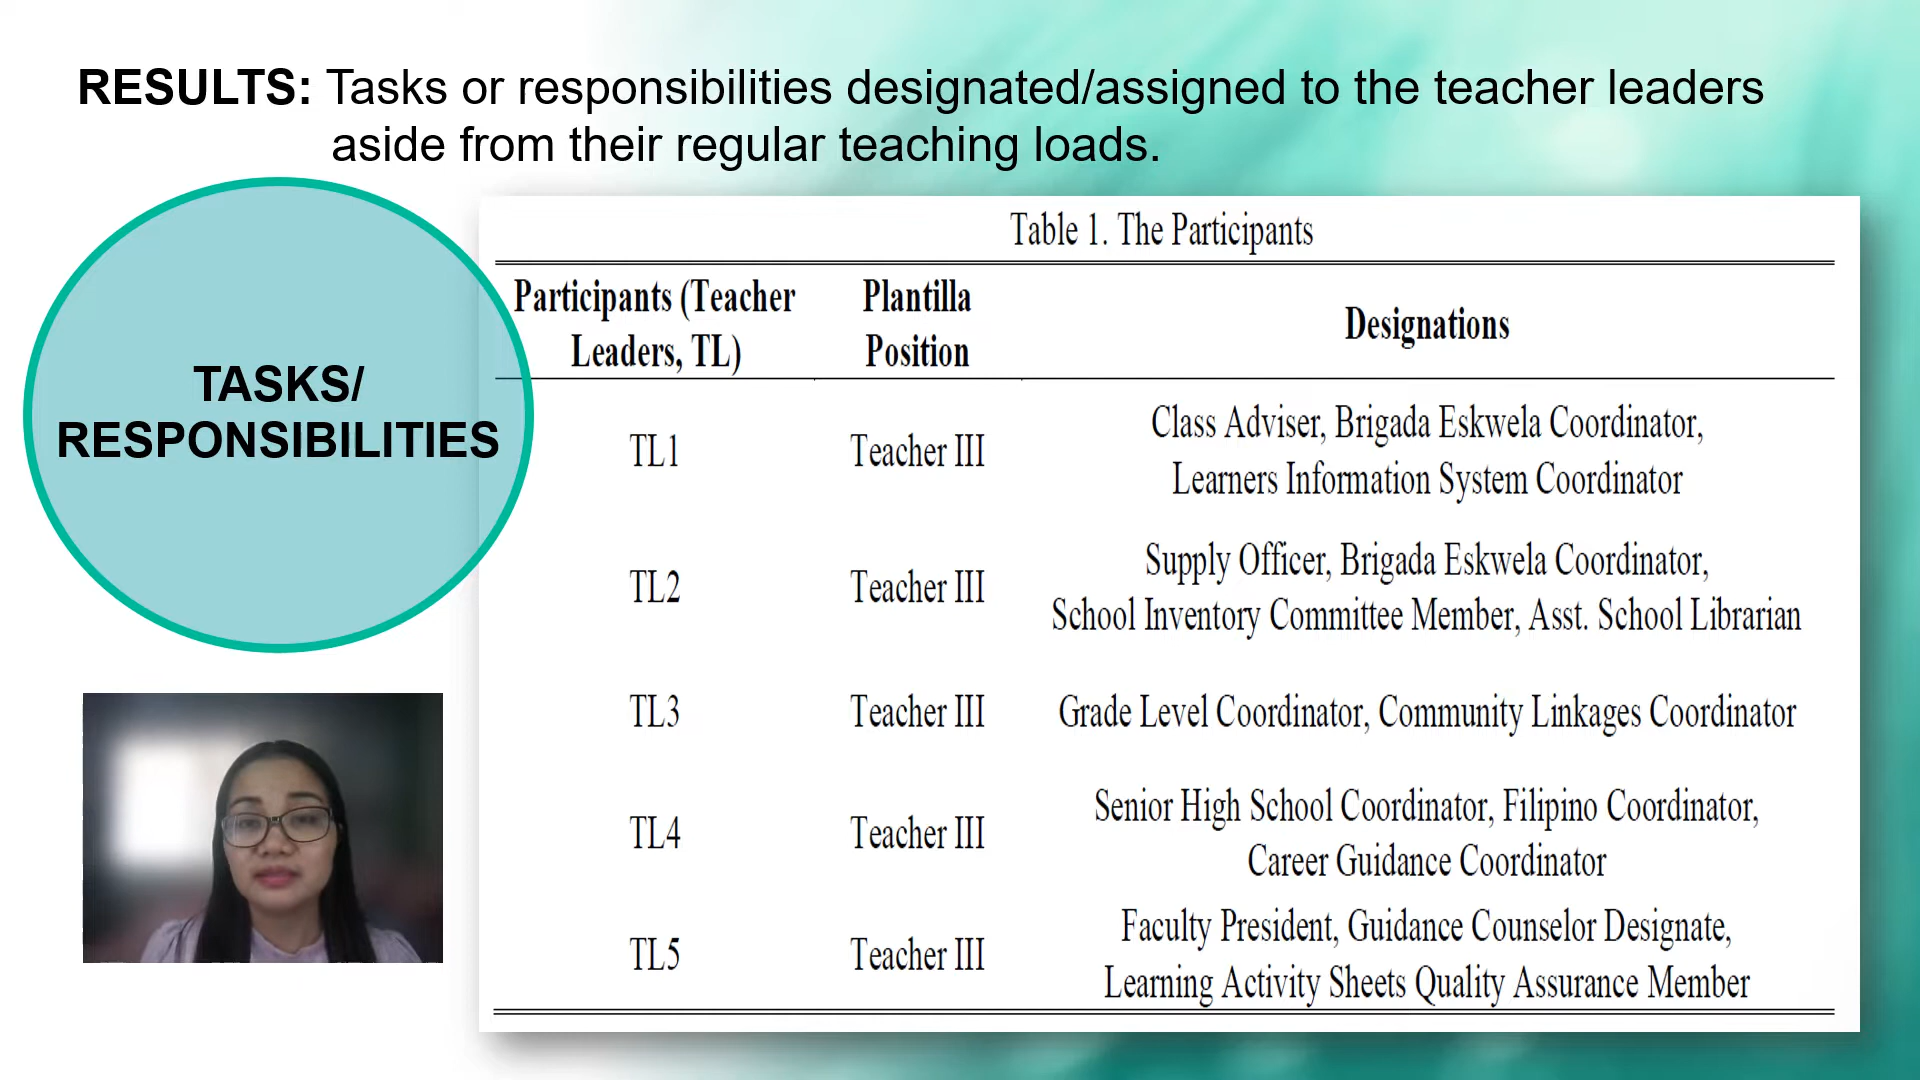 RESULTS: Tasks or responsibilities designated/assigned to the teacher leaders
aside from their regular teaching loads.
TASKS/
RESPONSIBILITIES
Table 1. The Participants
Participants (Teacher
Leaders, TL)
Plantilla
Position
Designations
TL1
Teacher III
Class Adviser, Brigada Eskwela Coordinator,
Learners Information System Coordinator
TL2
Teacher III
Supply Officer, Brigada Eskwela Coordinator,
School Inventory Committee Member, Asst. School Librarian
TL3
Teacher III
Grade Level Coordinator, Community Linkages Coordinator
TL4
Teacher III
Senior High School Coordinator, Filipino Coordinator,
Career Guidance Coordinator
TL5
Teacher III
Faculty President, Guidance Counselor Designate,
Learning Activity Sheets Quality Assurance Member